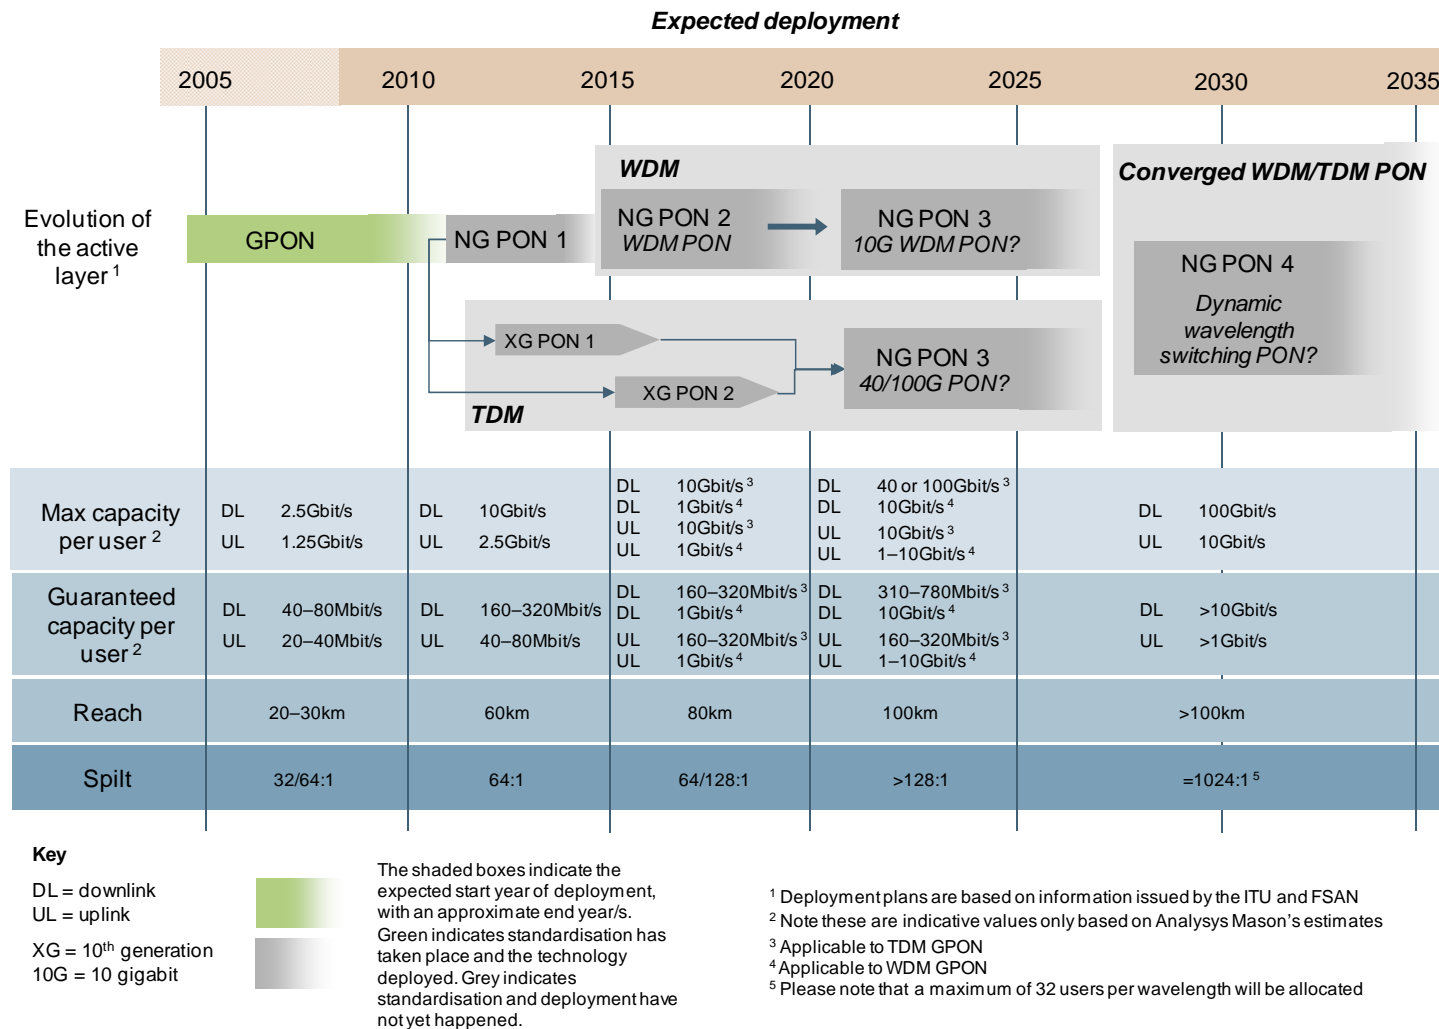 Expected deployment
2005 2010 2015 2020 2025 2030 2035
Evolution of
the active
layer 1
GPON
NG PON 1
WDM
NG PON 2
WDM PON
NG PON 3
10G WDM PON?
XG PON 1
XG PON 2
TDM
NG PON 3
40/100G PON?
Converged WDM/TDM PON
NG PON 4
Dynamic
wavelength
switching PON?
Max capacity
per user 2
DL 2.5Gbit/s
UL 1.25Gbit/s
DL 10Gbit/s
UL 2.5Gbit/s
DL 10Gbit/s 3
DL 1Gbit/s 4
UL 10Gbit/s 3
UL 1Gbit/s 4
DL 40 or 100Gbit/s 3
DL 10Gbit/s 4
UL 10Gbit/s 3
UL 1–10Gbit/s 4
DL 100Gbit/s
UL 10Gbit/s
Guaranteed
capacity per
user 2
DL 40–80Mbit/s
UL 20–40Mbit/s
DL 160–320Mbit/s
UL 40–80Mbit/s
DL 160–320Mbit/s 3
DL 1Gbit/s 4
UL 160–320Mbit/s 3
UL 1Gbit/s 4
DL 310–780Mbit/s 3
DL 10Gbit/s 4
UL 160–320Mbit/s 3
UL 1–10Gbit/s 4
DL >10Gbit/s
UL >1Gbit/s
Reach 20–30km 60km 80km 100km >100km
Spilt 32/64:1 64:1 64/128:1 >128:1 =1024:1 5
Key
DL = downlink
UL = uplink
XG = 10th generation
10G = 10 gigabit
The shaded boxes indicate the
expected start year of deployment,
with an approximate end year/s.
Green indicates standardisation has
taken place and the technology
deployed. Grey indicates
standardisation and deployment have
not yet happened.
1 Deployment plans are based on information issued by the ITU and FSAN
2 Note these are indicative values only based on Analysys Mason's estimates
3 Applicable to TDM GPON
4 Applicable to WDM GPON
5 Please note that a maximum of 32 users per wavelength will be allocated